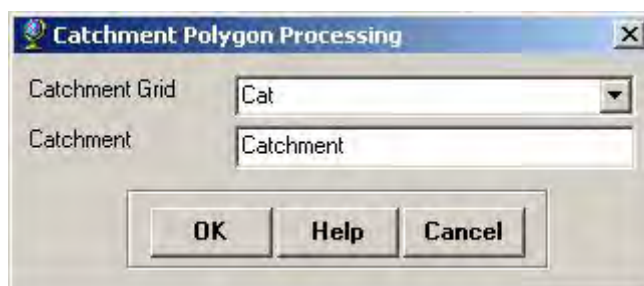 Catchment Polygon Processing
Catchment Grid Cat
Catchment Catchment
OK Help Cancel